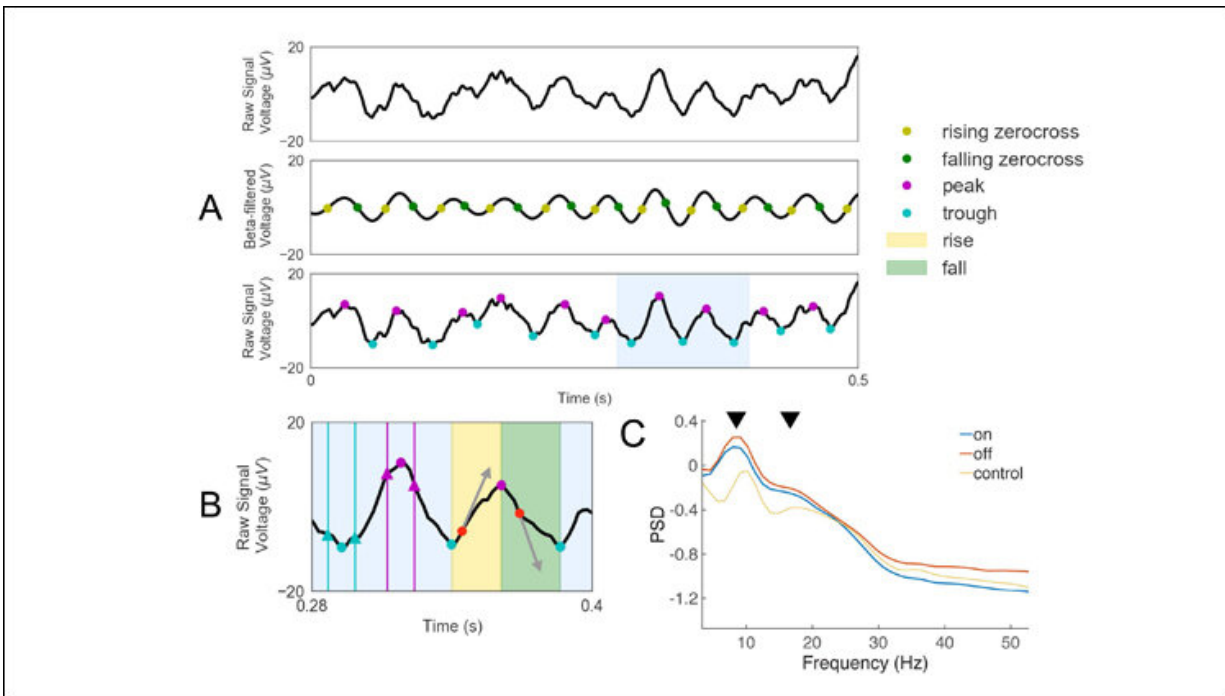 20
Raw Signal
Voltage (µV)
−20
A
20
Beta-filtered
Voltage (µV)
−20
20
Raw Signal
Voltage (µV)
−20
0
0.5
Time (s)
rising zerocross
falling zerocross
peak
trough
rise
fall
B
20
Raw Signal
Voltage (µV)
−20
0.28
0.4
Time (s)
C
0.4
0
-0.4
-0.8
-1.2
PSD
on
off
control
10 20 30 40 50
Frequency (Hz)